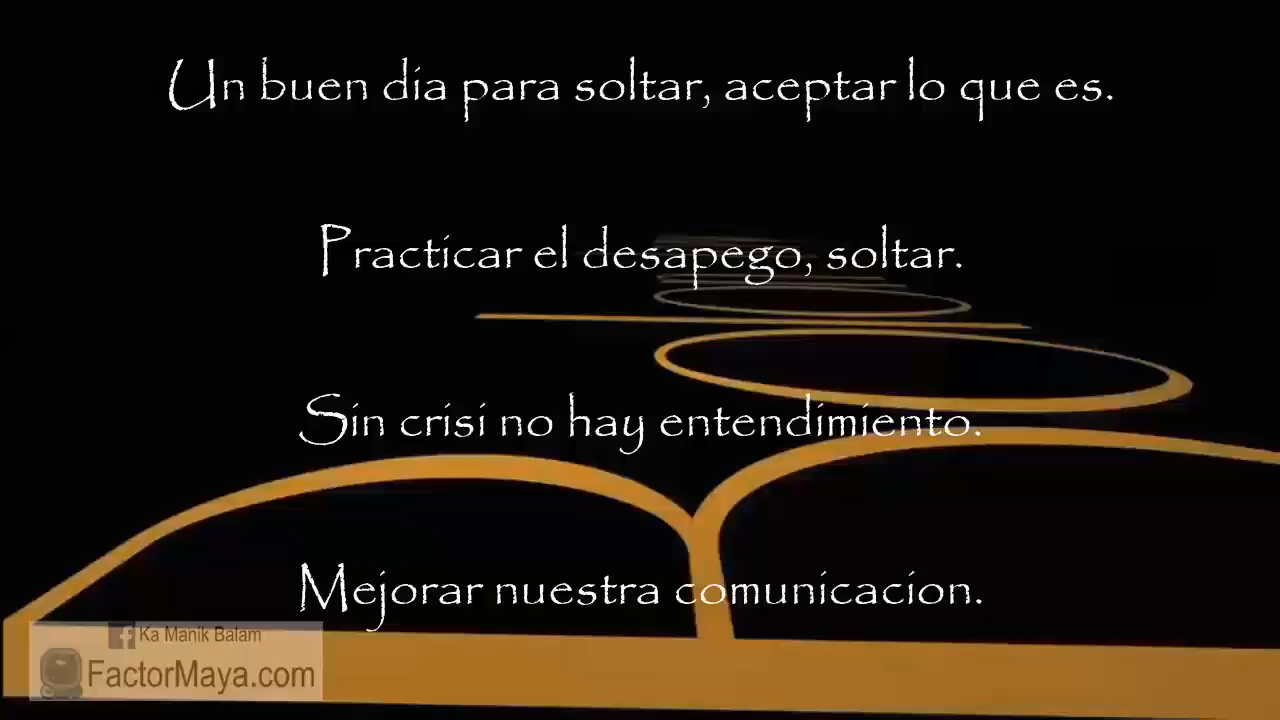 Un buen dia para soltar, aceptar lo que es.
Practicar el desapego, soltar.
Sin crisi no hay entendimiento.
Mejorar nuestra comunicacion.
Ka Manik Balam
FactorMaya.com